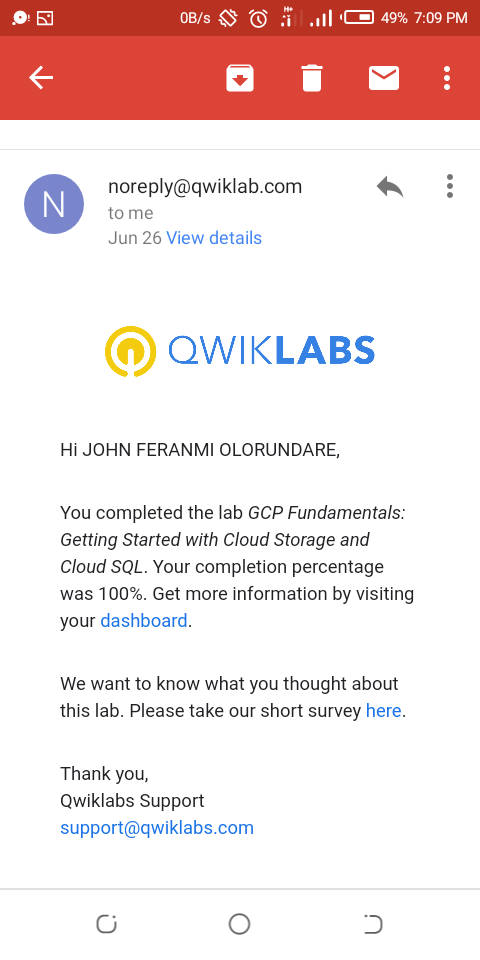 0B/s H+ 49% 7:09 PM
noreply@qwiklab.com
to me
Jun 26 View details
N
QWIKLABS
Hi JOHN FERANMI OLORUNDARE,
You completed the lab GCP Fundamentals:
Getting Started with Cloud Storage and
Cloud SQL. Your completion percentage
was 100%. Get more information by visiting
your dashboard.
We want to know what you thought about
this lab. Please take our short survey here.
Thank you,
Qwiklabs Support
support@qwiklabs.com